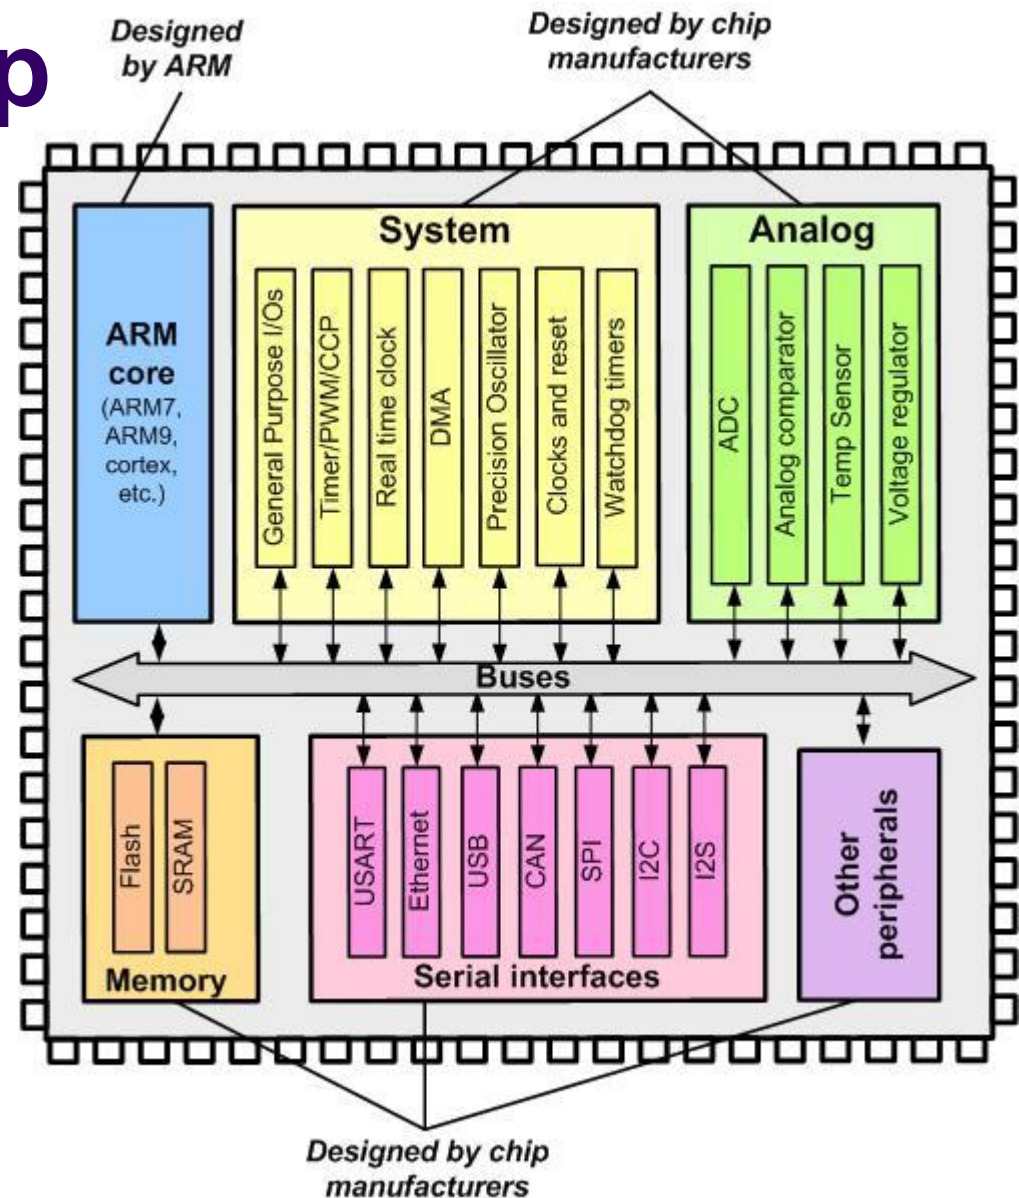 p
Designed
by ARM
Designed by chip
manufacturers
ARM
core
(ARM7,
ARM9,
cortex,
etc.)
System
General Purpose I/Os
Timer/PWM/CCP
Real time clock
DMA
Precision Oscillator
Clocks and reset
Watchdog timers
Analog
ADC
Analog comparator
Temp Sensor
Voltage regulator
Buses
Flash
SRAM
Memory
USART
Ethernet
USB
CAN
SPI
I2C
I2S
Serial interfaces
Other
peripherals
Designed by chip
manufacturers